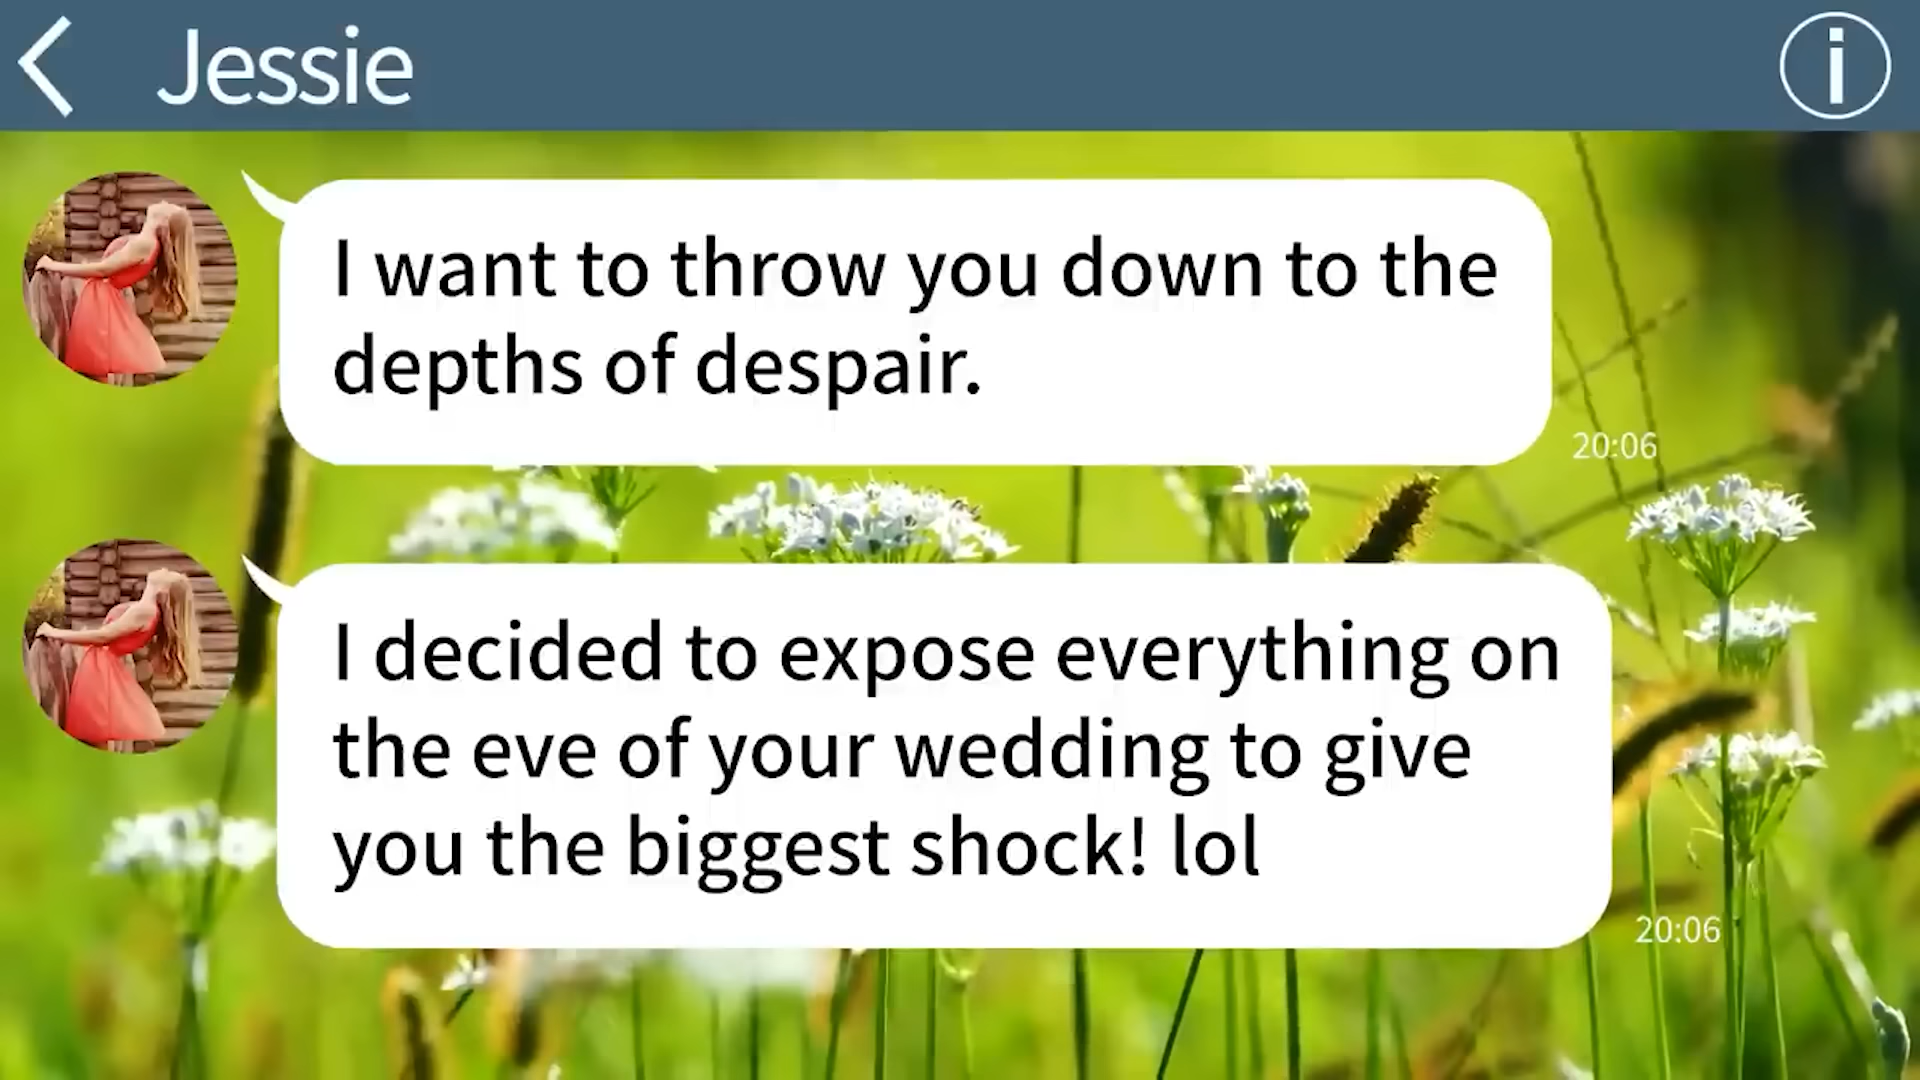 Jessie
I want to throw you down to the
depths of despair.
20:06
I decided to expose everything on
the eve of your wedding to give
you the biggest shock! lol
20:06